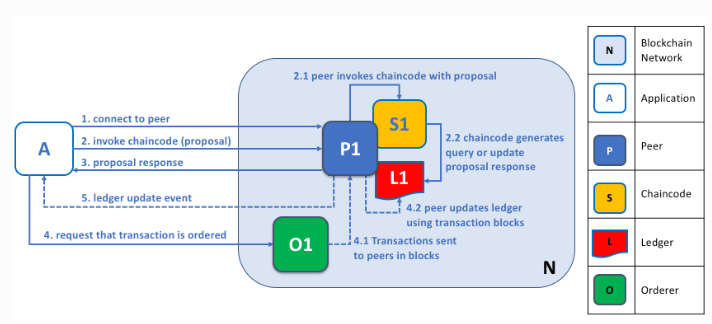 2.1 peer invokes chaincode with proposal
1. connect to peer
2. invoke chaincode (proposal)
3. proposal response
A
P1
S1
2.2 chaincode generates
query or update
proposal response
L1
5. ledger update event
4.2 peer updates ledger
using transaction blocks
4. request that transaction is ordered
O1
4.1 Transactions sent
to peers in blocks
N
N
Blockchain
Network
A
Application
P
Peer
S
Chaincode
L
Ledger
O
Orderer